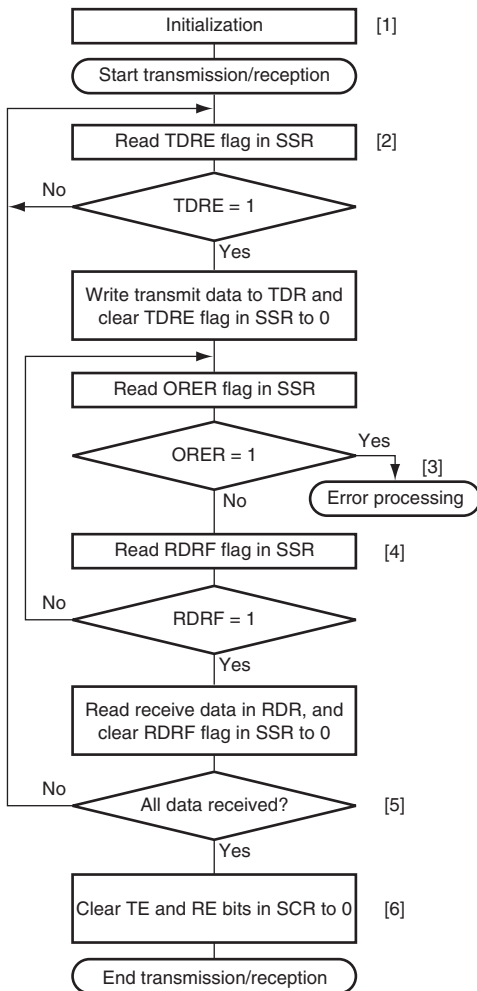 Initialization [1]
Start transmission/reception
Read TDRE flag in SSR [2]
No
TDRE = 1
Yes
Write transmit data to TDR and
clear TDRE flag in SSR to 0
Read ORER flag in SSR
Yes
ORER = 1
[3]
Error processing
No
Read RDRF flag in SSR [4]
No
RDRF = 1
Yes
Read receive data in RDR, and
clear RDRF flag in SSR to 0
No
All data received? [5]
Yes
Clear TE and RE bits in SCR to 0 [6]
End transmission/reception